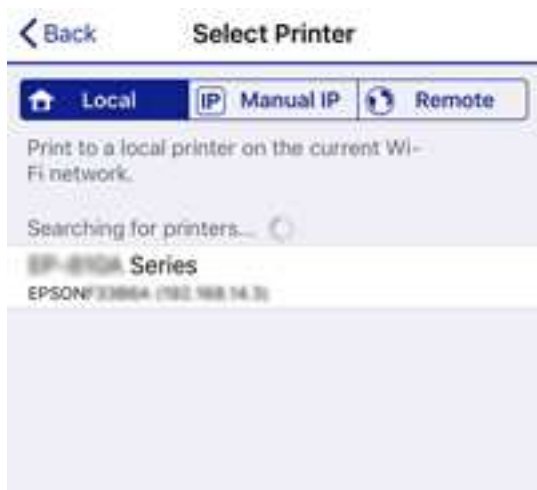 Back
Select Printer
Local
IP Manual IP
Remote
Print to a local printer on the current Wi-
Fi network.
Searching for printers...
Series
EPSON